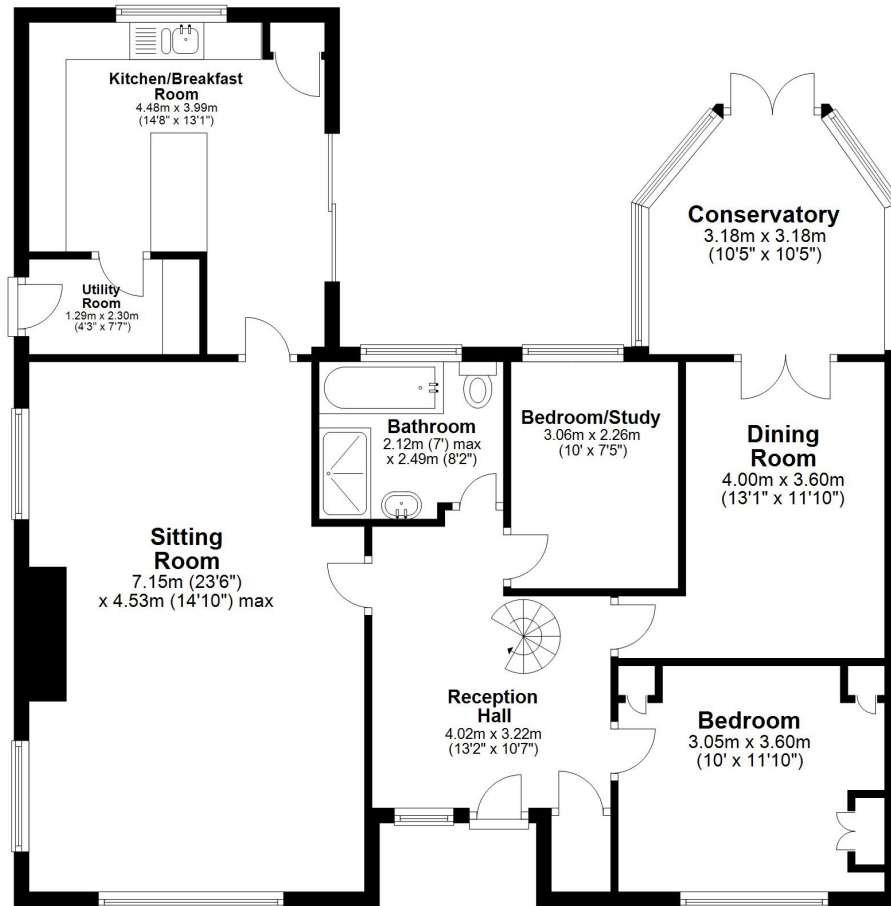 Kitchen/Breakfast
Room
4.48m x 3.99m
(14'8" x 13'1")
Conservatory
3.18m x 3.18m
(10'5" x 10'5")
Utility
Room
1.29m x 2.30m
(4'3" x 7'7")
Bathroom
2.12m (7') max
x 2.49m (8'2")
Bedroom/Study
3.06m x 2.26m
(10' x 7'5")
Dining
Room
4.00m x 3.60m
(13'1" x 11'10")
Sitting
Room
7.15m (23'6")
x 4.53m (14'10") max
Reception
Hall
4.02m x 3.22m
(13'2" x 10'7")
Bedroom
3.05m x 3.60m
(10' x 11'10")